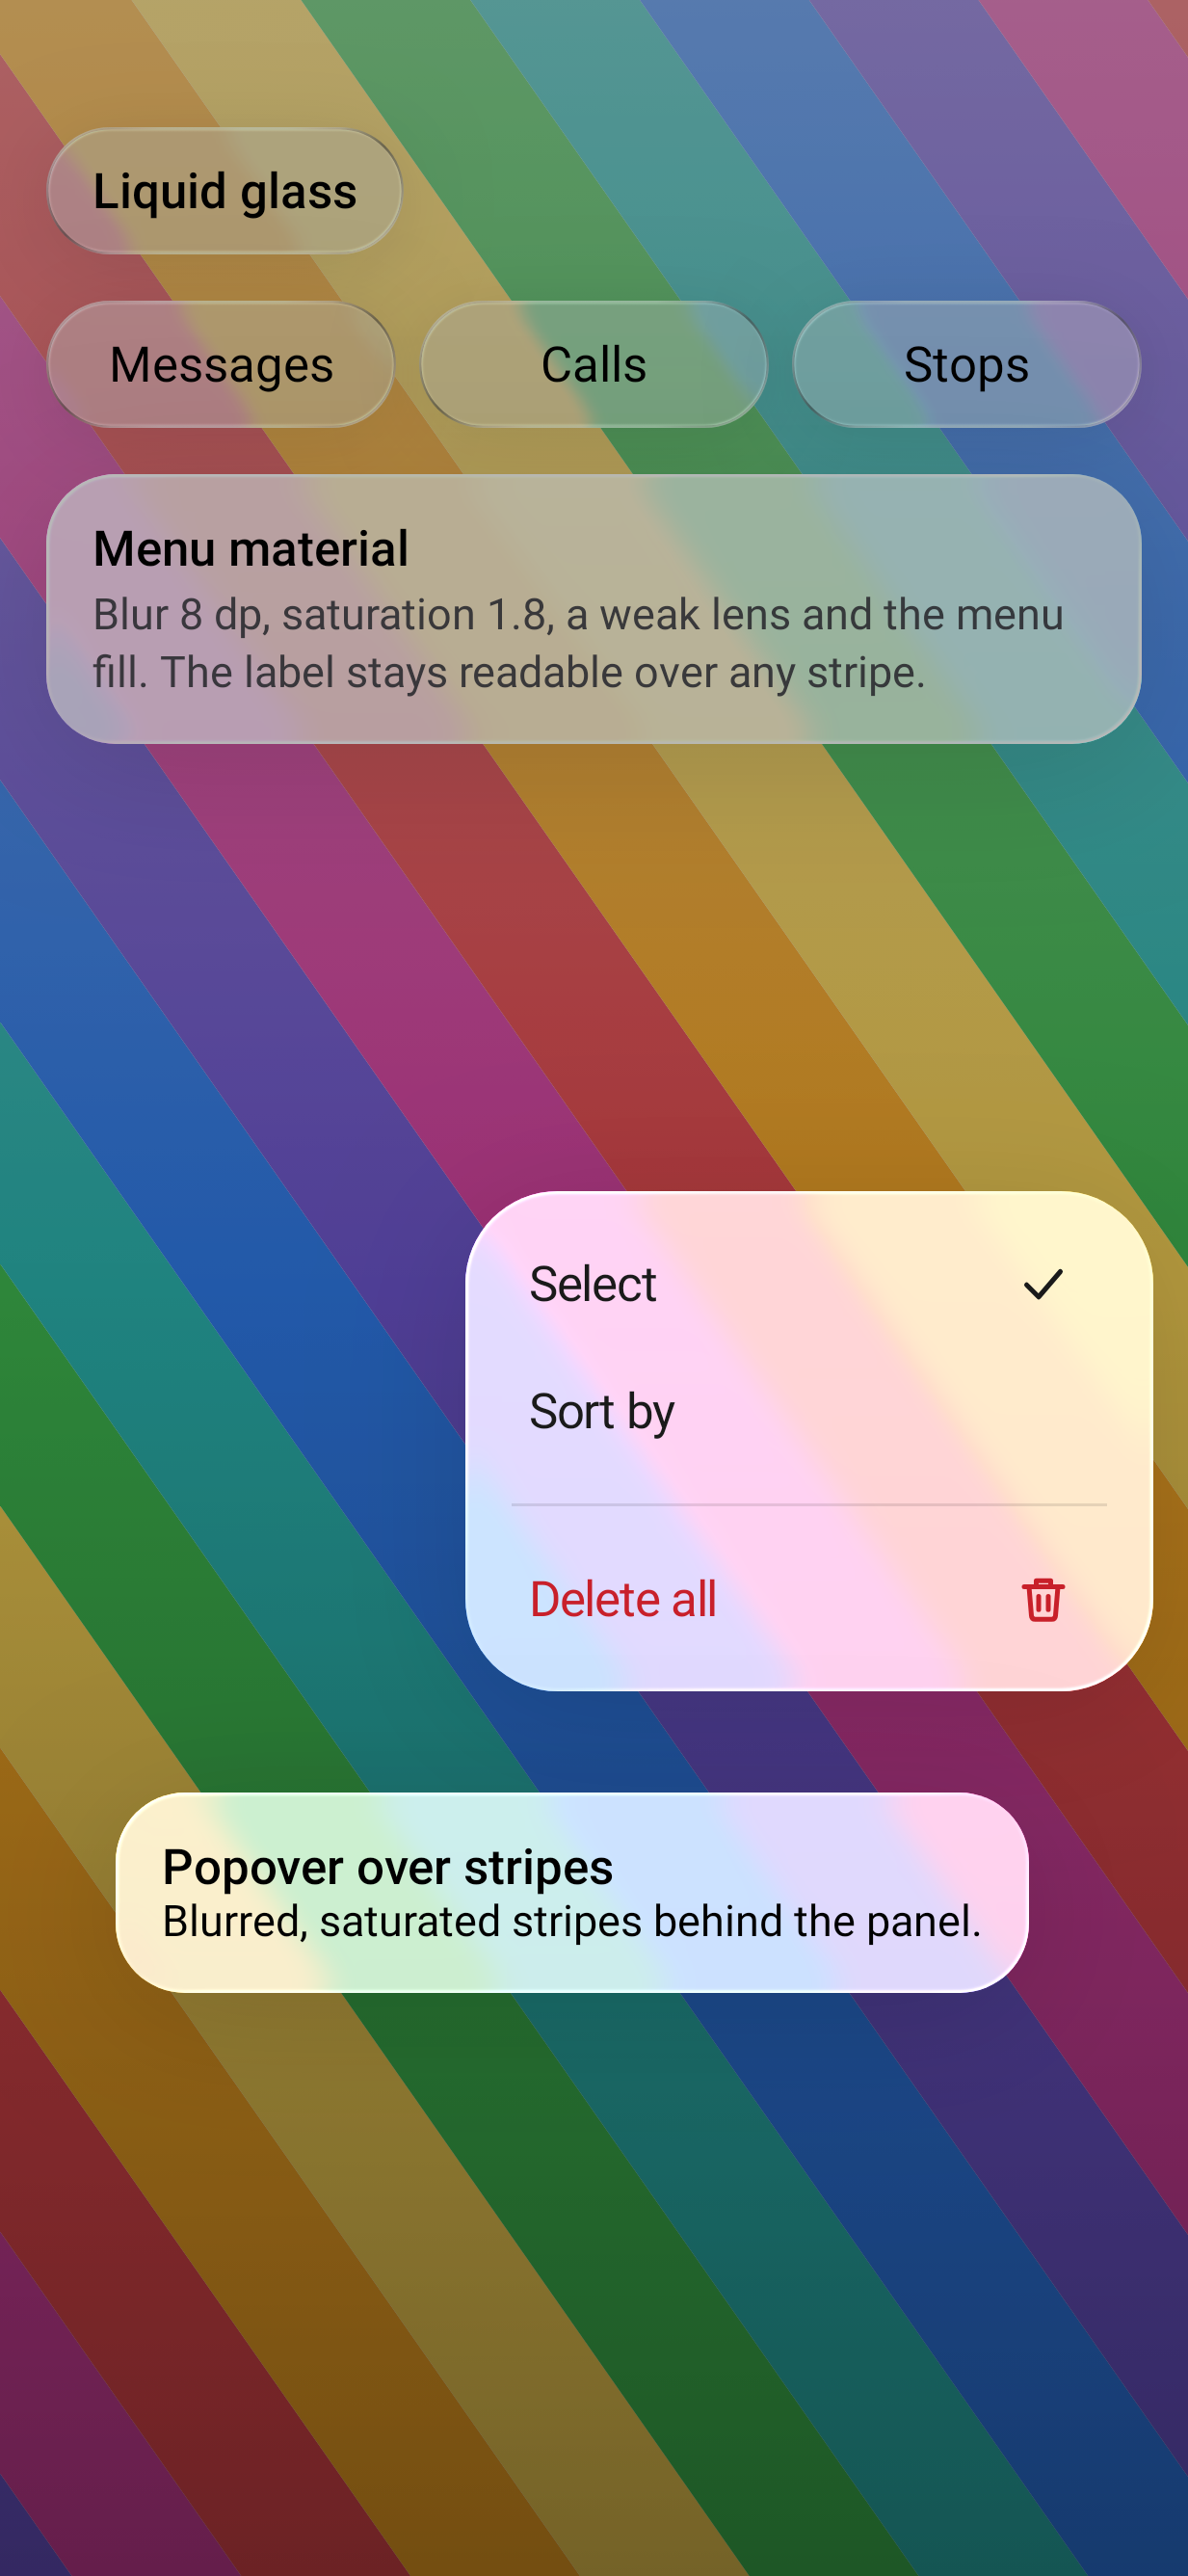 Liquid glass
Messages
Calls
Stops
Menu material
Blur 8 dp, saturation 1.8, a weak lens and the menu
fill. The label stays readable over any stripe.
Select
Sort by
Delete all
Popover over stripes
Blurred, saturated stripes behind the panel.